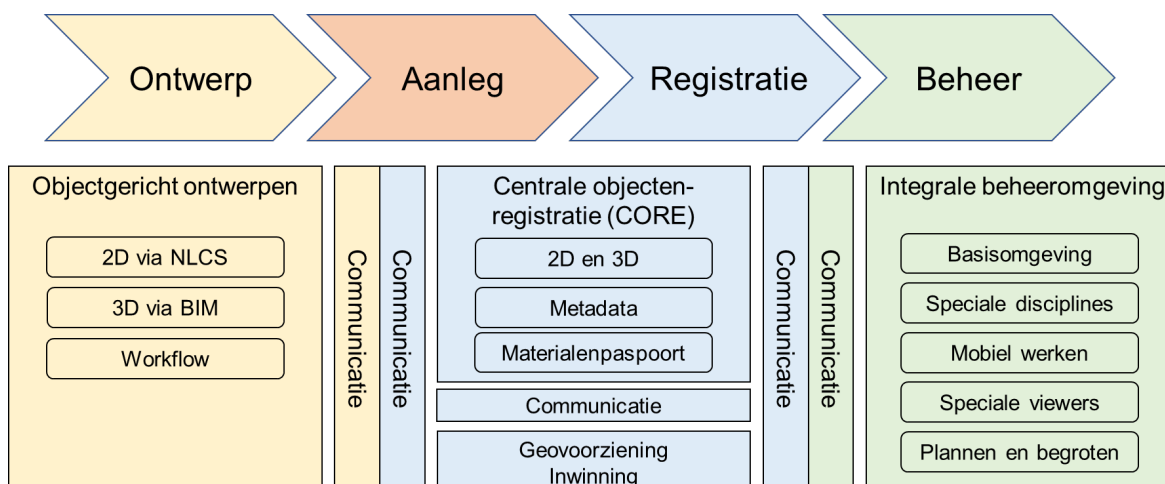 Ontwerp
Aanleg
Registratie
Beheer
Objectgericht ontwerpen
2D via NLCS
3D via BIM
Workflow
Communicatie
Communicatie
Centrale objecten-
registratie (CORE)
2D en 3D
Metadata
Materialenpaspoort
Communicatie
Geovoorziening
Inwinning
Communicatie
Communicatie
Integrale beheeromgeving
Basisomgeving
Speciale disciplines
Mobiel werken
Speciale viewers
Plannen en begroten